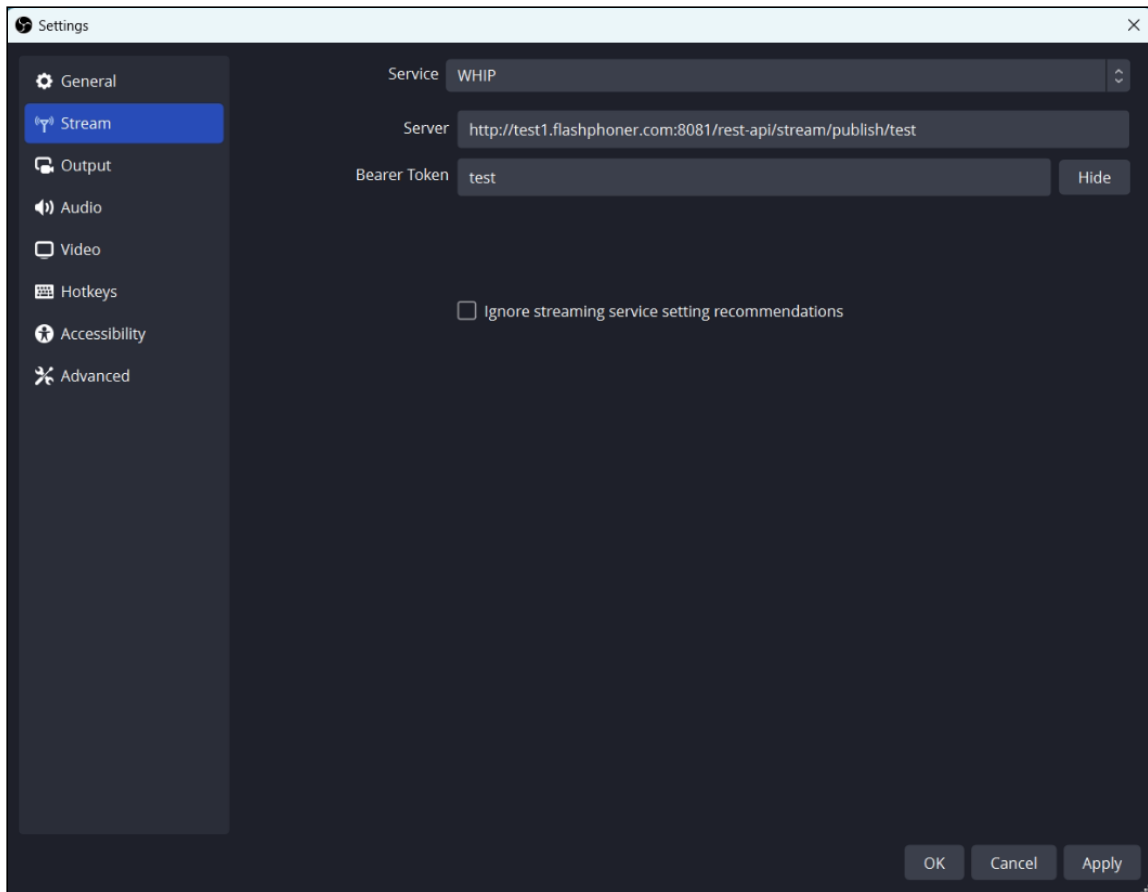 Settings
General
Stream
Output
Audio
Video
Hotkeys
Accessibility
Advanced
Service WHIP
Server http://test1.flashphoner.com:8081/rest-api/stream/publish/test
Bearer Token test Hide
Ignore streaming service setting recommendations
OK Cancel Apply